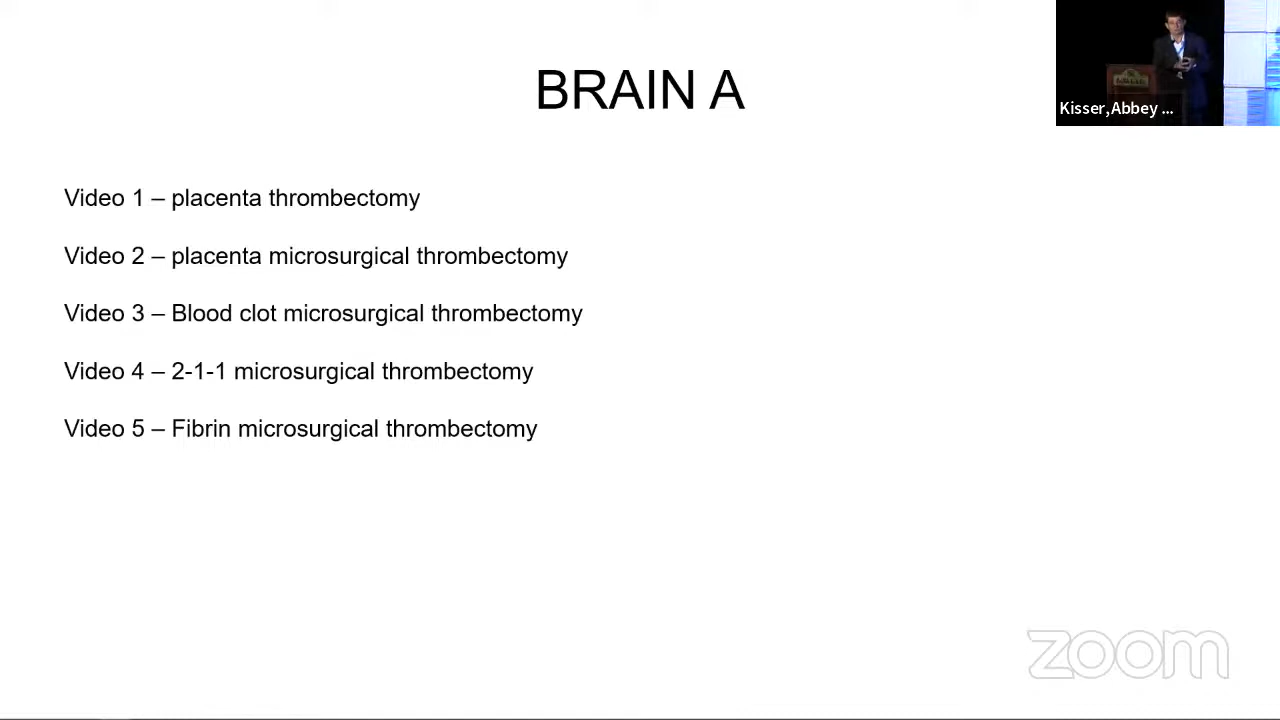 BRAIN A
Kisser,Abbey ...
Video 1 – placenta thrombectomy
Video 2 – placenta microsurgical thrombectomy
Video 3 – Blood clot microsurgical thrombectomy
Video 4 – 2-1-1 microsurgical thrombectomy
Video 5 – Fibrin microsurgical thrombectomy
zoom